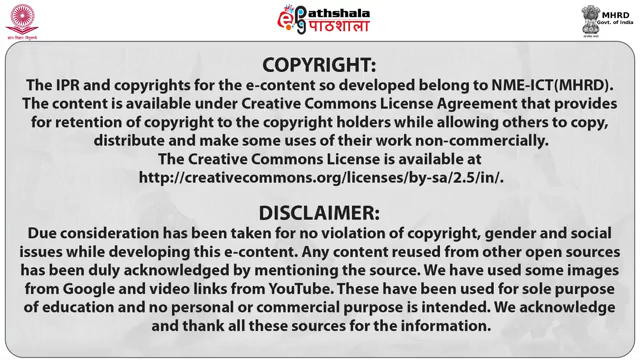 Pathshala
पाठशाला
MHRD
Govt. of India
COPYRIGHT:
The IPR and copyrights for the e-content so developed belong to NME-ICT(MHRD).
The content is available under Creative Commons License Agreement that provides
for retention of copyright to the copyright holders while allowing others to copy,
distribute and make some uses of their work non-commercially.
The Creative Commons License is available at
http://creativecommons.org/licenses/by-sa/2.5/in/.
DISCLAIMER:
Due consideration has been taken for no violation of copyright, gender and social
issues while developing this e-content. Any content reused from other open sources
has been duly acknowledged by mentioning the source. We have used some images
from Google and video links from YouTube. These have been used for sole purpose
of education and no personal or commercial purpose is intended. We acknowledge
and thank all these sources for the information.